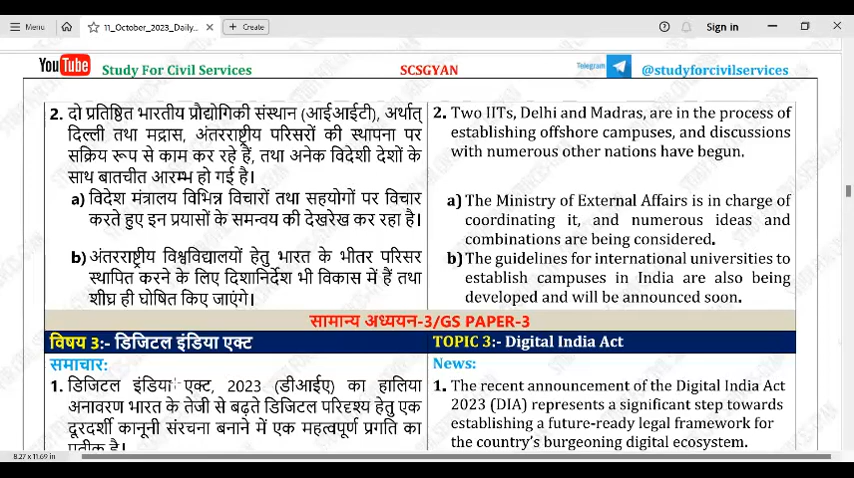 Menu
11_October_2023_Daily...
+ Create
Sign in
YouTube
Study For Civil Services
SCSGYAN
Telegram
@studyforcivilservices
2. दो प्रतिष्ठित भारतीय प्रौद्योगिकी संस्थान (आईआईटी), अर्थात्
दिल्ली तथा मद्रास, अंतरराष्ट्रीय परिसरों की स्थापना पर
सक्रिय रूप से काम कर रहे हैं, तथा अनेक विदेशी देशों के
साथ बातचीत आरम्भ हो गई है।
a) विदेश मंत्रालय विभिन्न विचारों तथा सहयोगों पर विचार
करते हुए इन प्रयासों के समन्वय की देखरेख कर रहा है।
b) अंतरराष्ट्रीय विश्वविद्यालयों हेतु भारत के भीतर परिसर
स्थापित करने के लिए दिशानिर्देश भी विकास में हैं तथा
शीघ्र ही घोषित किए जाएंगे।
2. Two IITs, Delhi and Madras, are in the process of
establishing offshore campuses, and discussions
with numerous other nations have begun.
a) The Ministry of External Affairs is in charge of
coordinating it, and numerous ideas and
combinations are being considered.
b) The guidelines for international universities to
establish campuses in India are also being
developed and will be announced soon.
सामान्य अध्ययन-3/GS PAPER-3
विषय 3:- डिजिटल इंडिया एक्ट
TOPIC 3:- Digital India Act
समाचार:
1. डिजिटल इंडिया एक्ट, 2023 (डीआईए) का हालिया
अनावरण भारत के तेजी से बढ़ते डिजिटल परिदृश्य हेतु एक
दूरदर्शी कानूनी संरचना बनाने में एक महत्वपूर्ण प्रगति का
प्रतीक है।
News:
1. The recent announcement of the Digital India Act
2023 (DIA) represents a significant step towards
establishing a future-ready legal framework for
the country's burgeoning digital ecosystem.
8.27 x 11.69 in